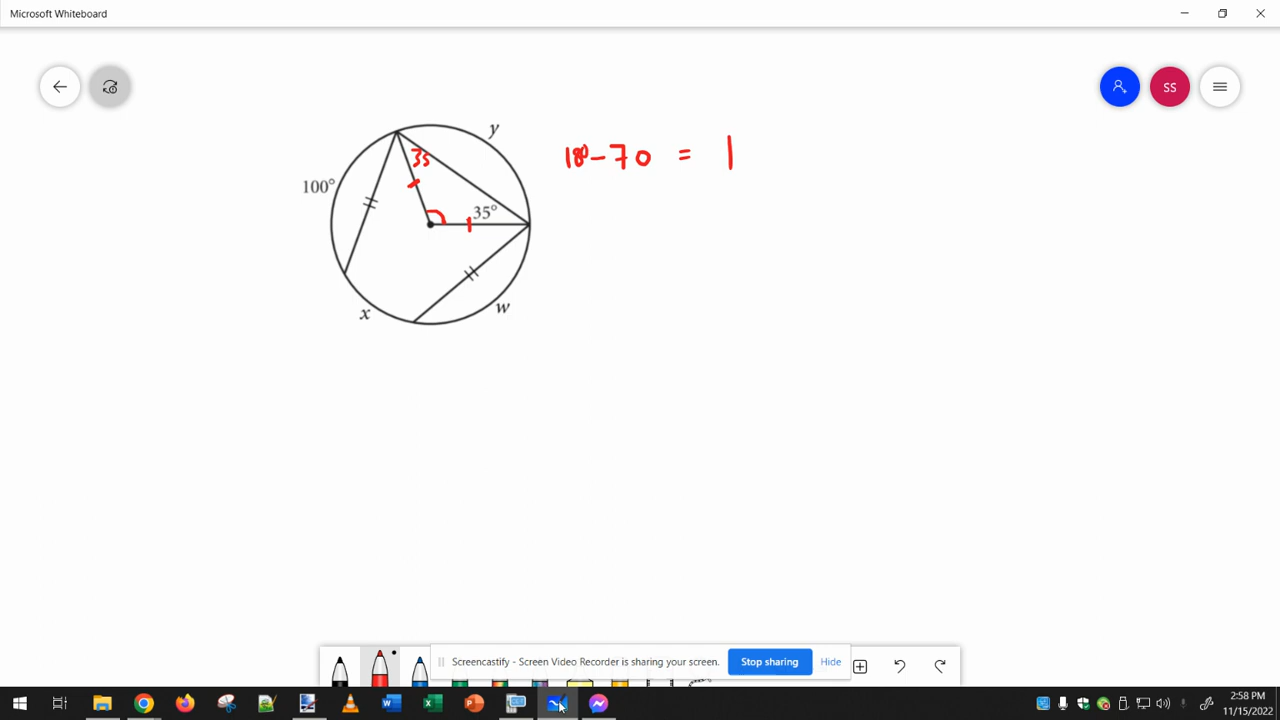 Microsoft Whiteboard
SS
y
100°
35
35°
x
w
180-70 = 1
Screencastify - Screen Video Recorder is sharing your screen.
Stop sharing
Hide
2:58 PM
11/15/2022